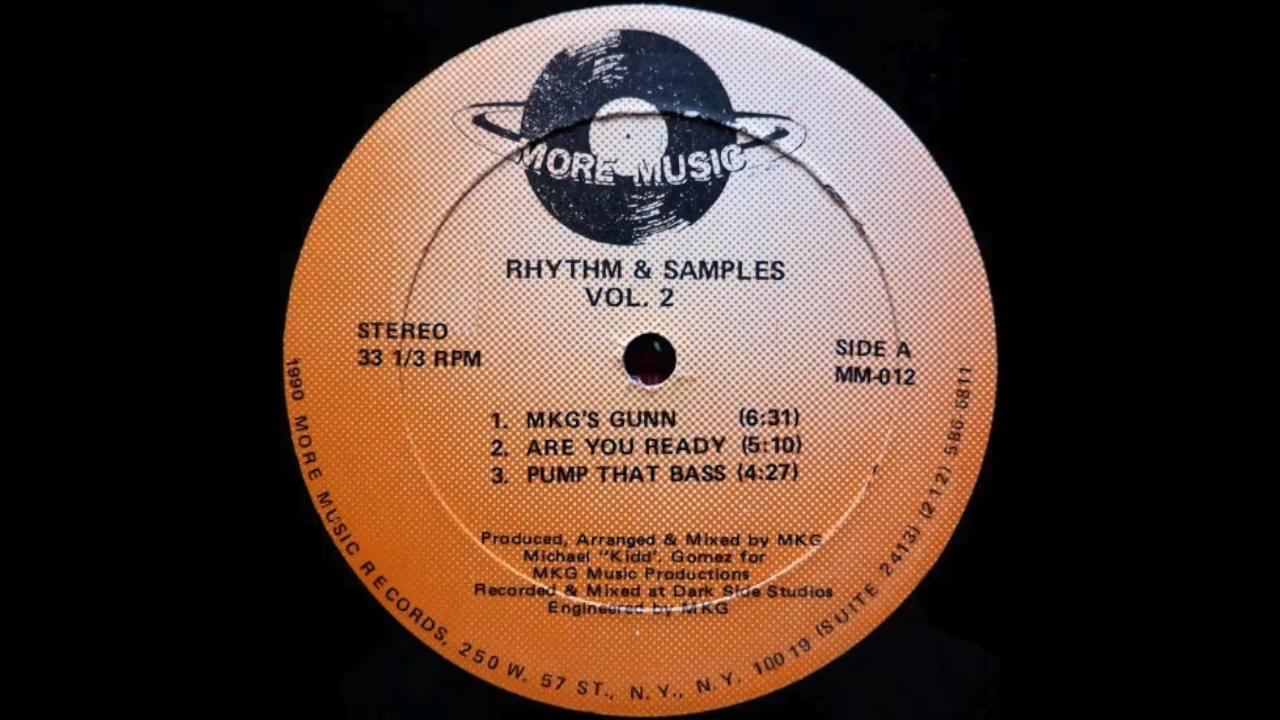 MORE MUSIC
RHYTHM & SAMPLES
VOL. 2
STEREO
33 1/3 RPM
SIDE A
MM-012
1. MKG'S GUNN (6:31)
2. ARE YOU READY (5:10)
3. PUMP THAT BASS (4:27)
Produced, Arranged & Mixed by MKG
Michael "Kidd". Gomez for
MKG Music Productions
Recorded & Mixed at Dark Side Studios
Engineered by MKG
1990 MORE MUSIC RECORDS, 250 W. 57 ST., N.Y., N.Y. 10019 (SUITE 2413) (212) 586 5811